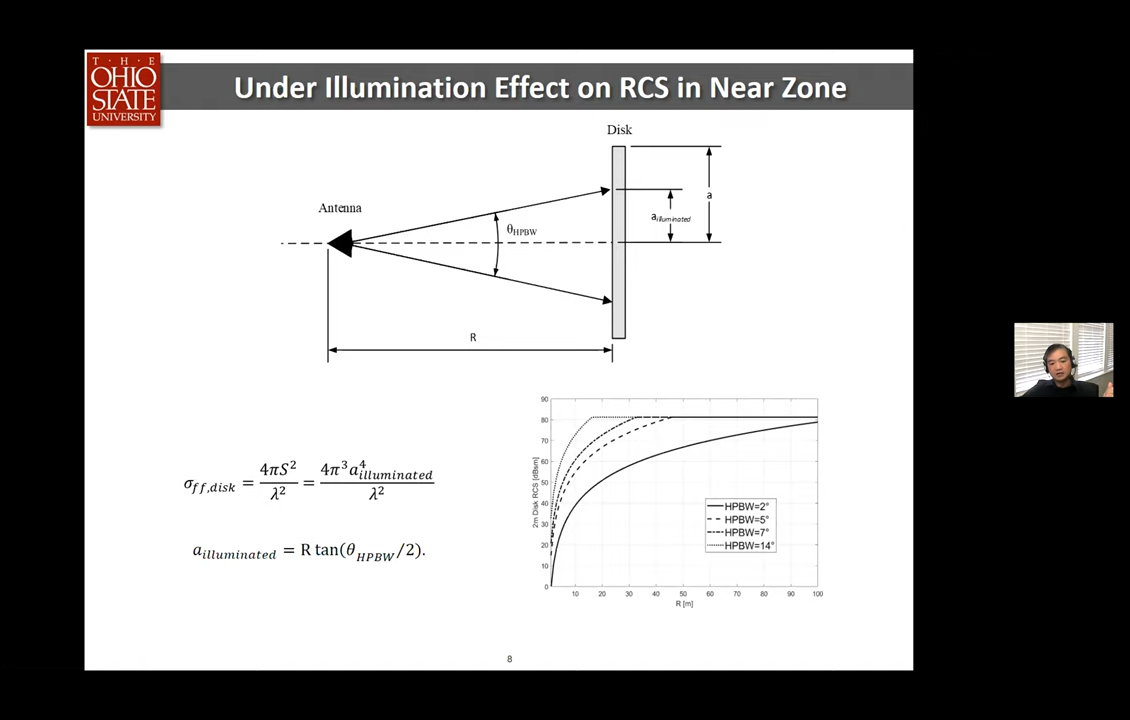 T · H · E
OHIO
STATE
UNIVERSITY
Under Illumination Effect on RCS in Near Zone
Disk
Antenna
θHPBW
a
ailluminated
R
σff,disk = 4πS²/λ² = 4π³a⁴illuminated/λ²
ailluminated = R tan(θHPBW/2).
2m Disk RCS [dBsm]
90
80
70
60
50
40
30
20
10
0
HPBW=2°
HPBW=5°
HPBW=7°
HPBW=14°
10 20 30 40 50 60 70 80 90 100
R [m]
8